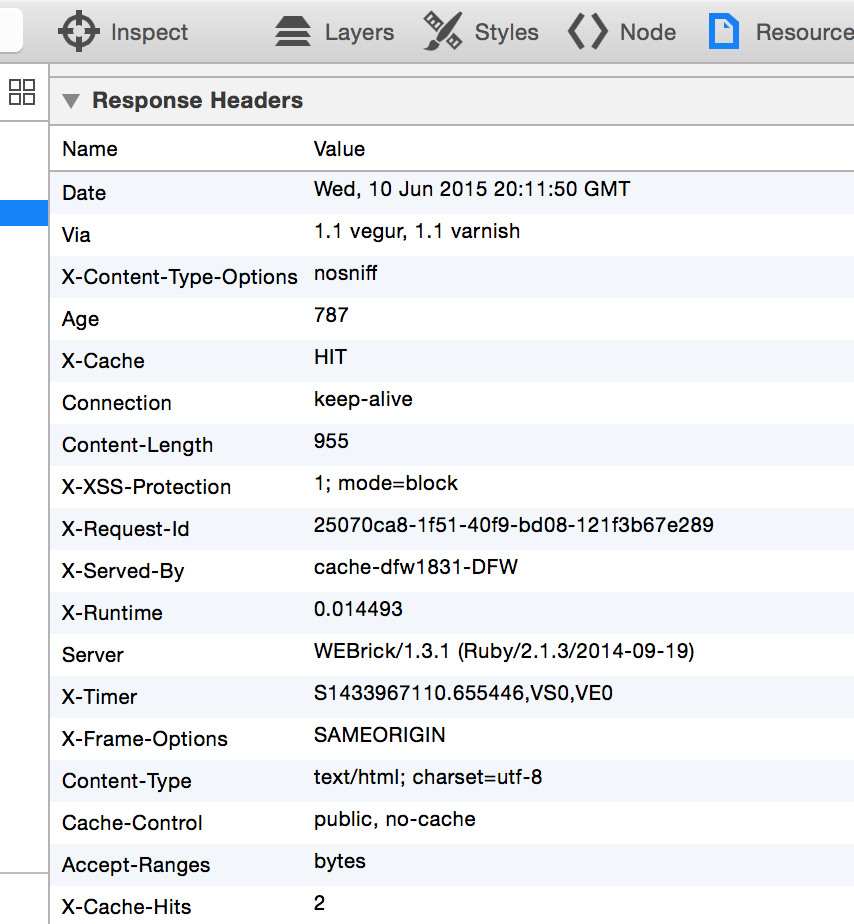 Inspect Layers Styles Node Resource
Response Headers
Name Value
Date Wed, 10 Jun 2015 20:11:50 GMT
Via 1.1 vegur, 1.1 varnish
X-Content-Type-Options nosniff
Age 787
X-Cache HIT
Connection keep-alive
Content-Length 955
X-XSS-Protection 1; mode=block
X-Request-Id 25070ca8-1f51-40f9-bd08-121f3b67e289
X-Served-By cache-dfw1831-DFW
X-Runtime 0.014493
Server WEBrick/1.3.1 (Ruby/2.1.3/2014-09-19)
X-Timer S1433967110.655446,VS0,VE0
X-Frame-Options SAMEORIGIN
Content-Type text/html; charset=utf-8
Cache-Control public, no-cache
Accept-Ranges bytes
X-Cache-Hits 2